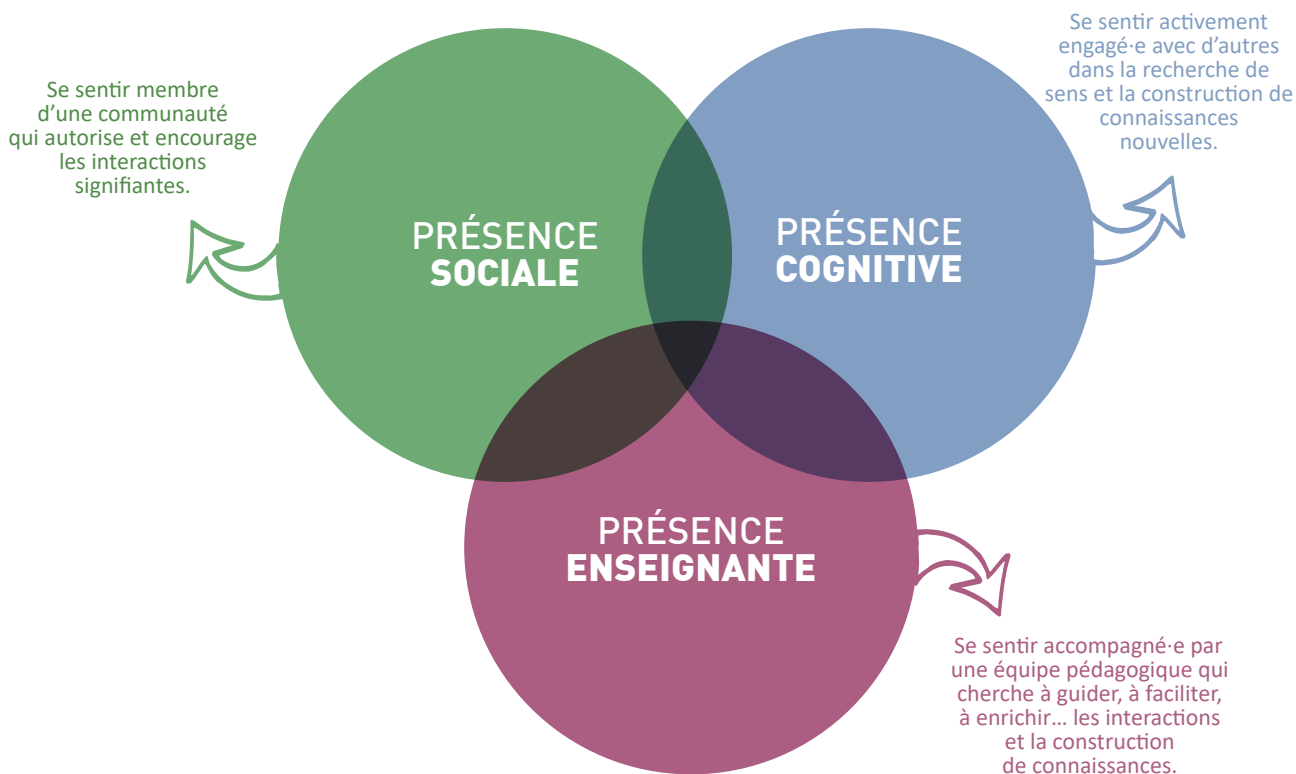 Se sentir membre
d'une communauté
qui autorise et encourage
les interactions
signifiantes.
Se sentir activement
engagé·e avec d'autres
dans la recherche de
sens et la construction de
connaissances
nouvelles.
PRÉSENCE
SOCIALE
PRÉSENCE
COGNITIVE
PRÉSENCE
ENSEIGNANTE
Se sentir accompagné·e par
une équipe pédagogique qui
cherche à guider, à faciliter,
à enrichir... les interactions
et la construction
de connaissances.